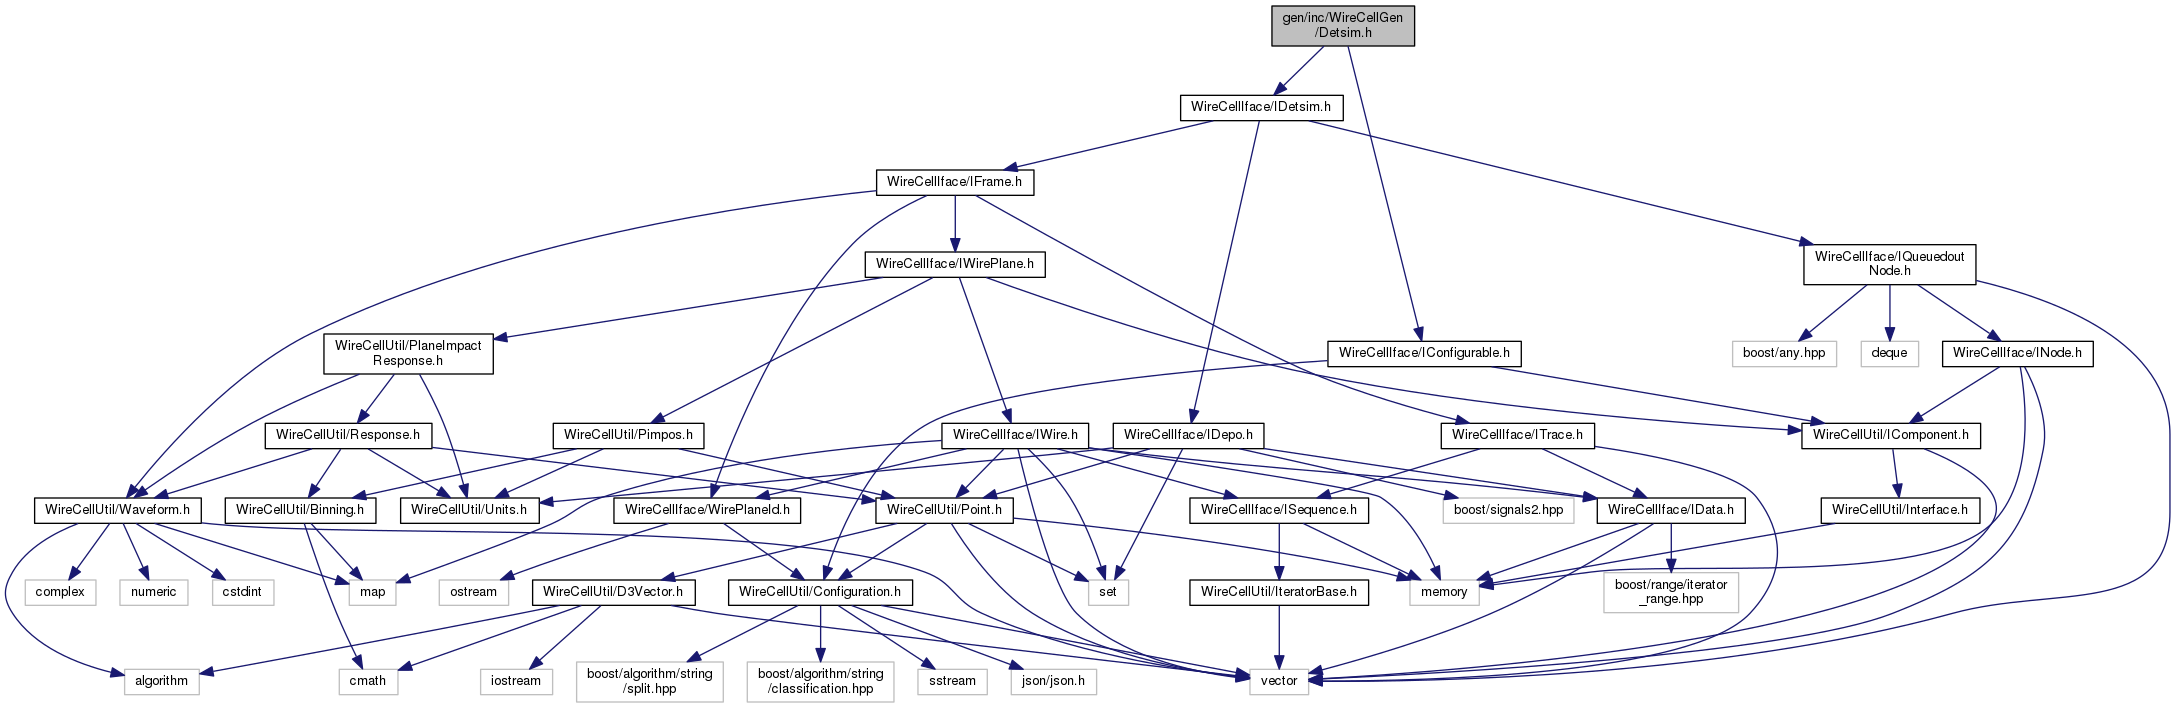 gen/inc/WireCellGen
/Detsim.h
WireCellIface/IDetsim.h
WireCellIface/IFrame.h
WireCellIface/IWirePlane.h
WireCellIface/IQueuedout
Node.h
WireCellUtil/PlaneImpact
Response.h
WireCellIface/IConfigurable.h
boost/any.hpp
deque
WireCellIface/INode.h
WireCellUtil/Response.h
WireCellUtil/Pimpos.h
WireCellIface/IWire.h
WireCellIface/IDepo.h
WireCellIface/ITrace.h
WireCellUtil/IComponent.h
WireCellUtil/Waveform.h
WireCellUtil/Binning.h
WireCellUtil/Units.h
WireCellIface/WirePlaneId.h
WireCellUtil/Point.h
WireCellIface/ISequence.h
boost/signals2.hpp
WireCellIface/IData.h
WireCellUtil/Interface.h
complex
numeric
cstdint
map
ostream
WireCellUtil/D3Vector.h
WireCellUtil/Configuration.h
set
WireCellUtil/IteratorBase.h
memory
boost/range/iterator
_range.hpp
algorithm
cmath
iostream
boost/algorithm/string
/split.hpp
boost/algorithm/string
/classification.hpp
sstream
json/json.h
vector